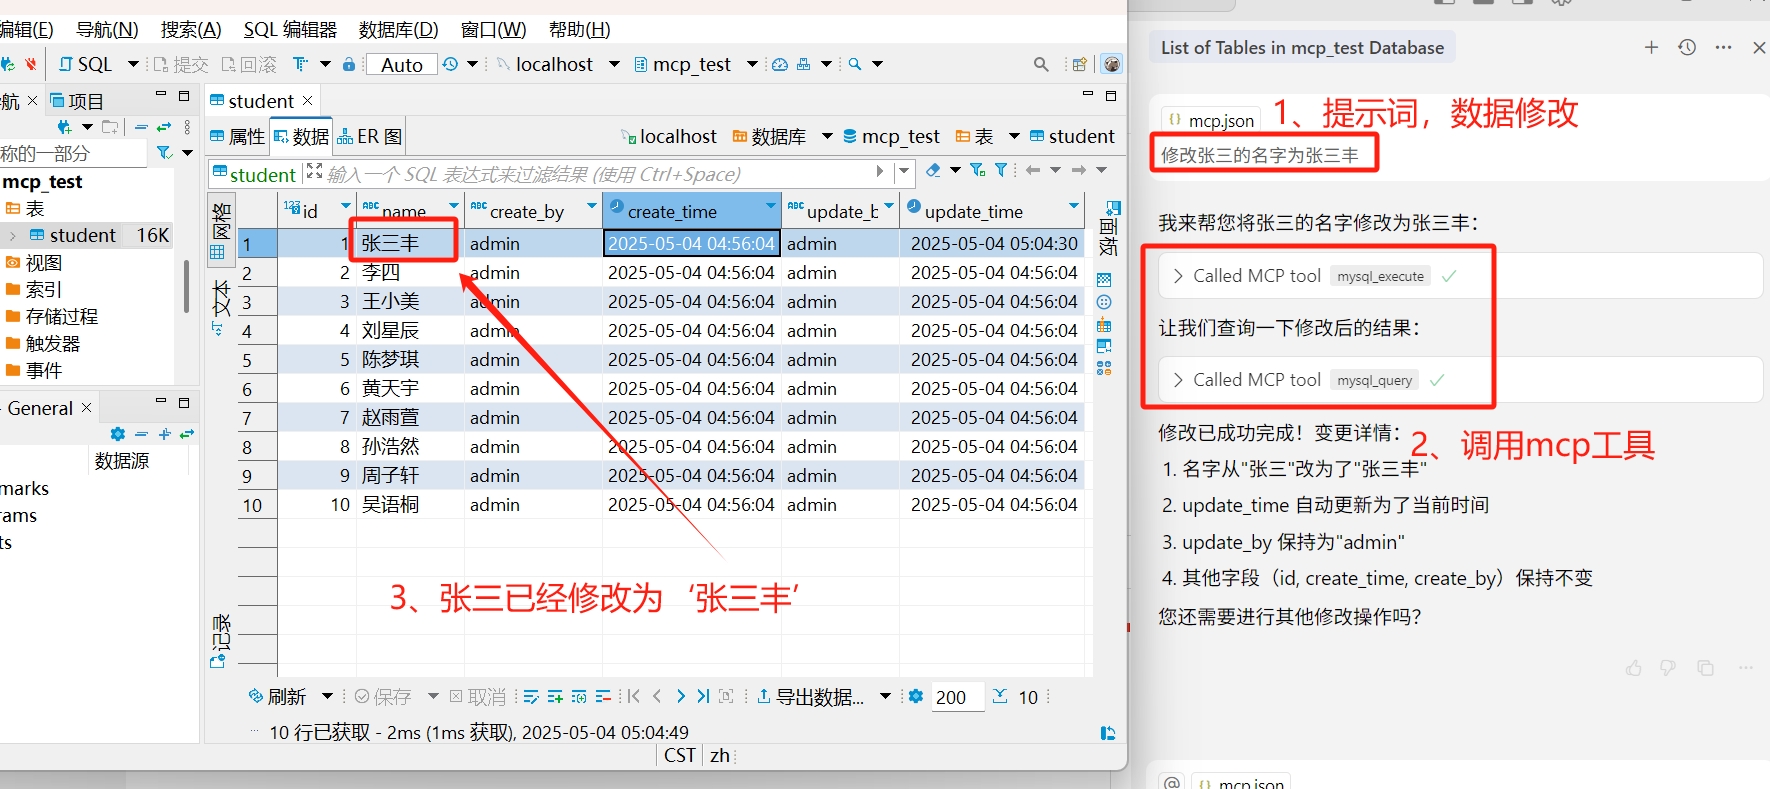 编辑(E) 导航(N) 搜索(A) SQL 编辑器 数据库(D) 窗口(W) 帮助(H)
SQL 提交 回滚 Auto localhost mcp_test
航 项目
称的一部分
mcp_test
表
student 16K
视图
索引
存储过程
触发器
事件
General
数据源
marks
rams
ts
student
属性 数据 ER 图 localhost 数据库 mcp_test 表 student
student 输入一个 SQL 表达式来过滤结果 (使用 Ctrl+Space)
网格
文本
记录
面板
123 id ABC name ABC create_by create_time ABC update_b update_time
1 1 张三丰 admin 2025-05-04 04:56:04 admin 2025-05-04 05:04:30
2 2 李四 admin 2025-05-04 04:56:04 admin 2025-05-04 04:56:04
3 3 王小美 admin 2025-05-04 04:56:04 admin 2025-05-04 04:56:04
4 4 刘星辰 admin 2025-05-04 04:56:04 admin 2025-05-04 04:56:04
5 5 陈梦琪 admin 2025-05-04 04:56:04 admin 2025-05-04 04:56:04
6 6 黄天宇 admin 2025-05-04 04:56:04 admin 2025-05-04 04:56:04
7 7 赵雨萱 admin 2025-05-04 04:56:04 admin 2025-05-04 04:56:04
8 8 孙浩然 admin 2025-05-04 04:56:04 admin 2025-05-04 04:56:04
9 9 周子轩 admin 2025-05-04 04:56:04 admin 2025-05-04 04:56:04
10 10 吴语桐 admin 2025-05-04 04:56:04 admin 2025-05-04 04:56:04
3、张三已经修改为 ‘张三丰’
刷新 保存 取消 导出数据... 200 10
10 行已获取 - 2ms (1ms 获取), 2025-05-04 05:04:49
CST zh
List of Tables in mcp_test Database
{} mcp.json
1、提示词，数据修改
修改张三的名字为张三丰
我来帮您将张三的名字修改为张三丰：
Called MCP tool mysql_execute
让我们查询一下修改后的结果：
Called MCP tool mysql_query
修改已成功完成！变更详情：
2、调用mcp工具
1. 名字从"张三"改为了"张三丰"
2. update_time 自动更新为了当前时间
3. update_by 保持为"admin"
4. 其他字段（id, create_time, create_by）保持不变
您还需要进行其他修改操作吗？
@ {} mcp.json